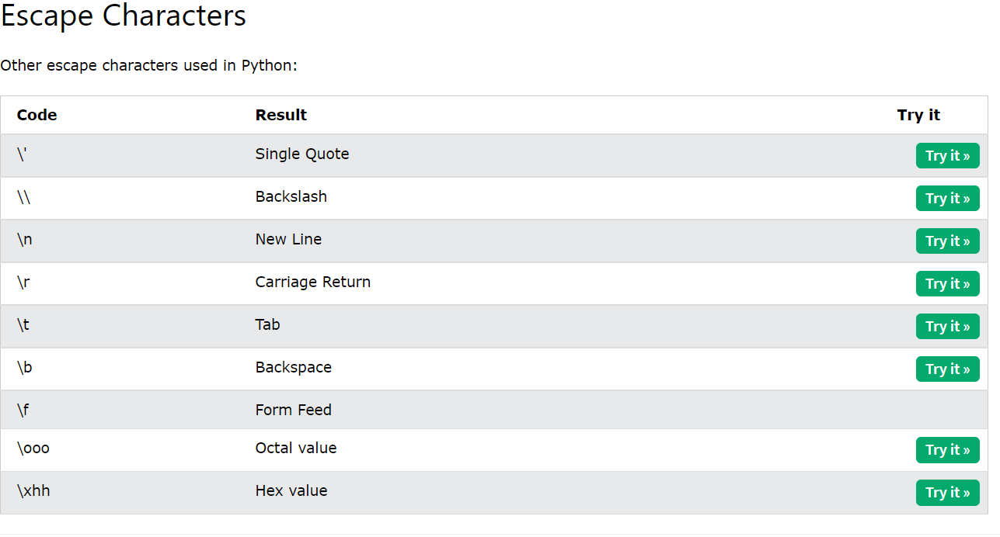 Escape Characters
Other escape characters used in Python:
Code Result Try it
\' Single Quote Try it »
\\ Backslash Try it »
\n New Line Try it »
\r Carriage Return Try it »
\t Tab Try it »
\b Backspace Try it »
\f Form Feed
\ooo Octal value Try it »
\xhh Hex value Try it »